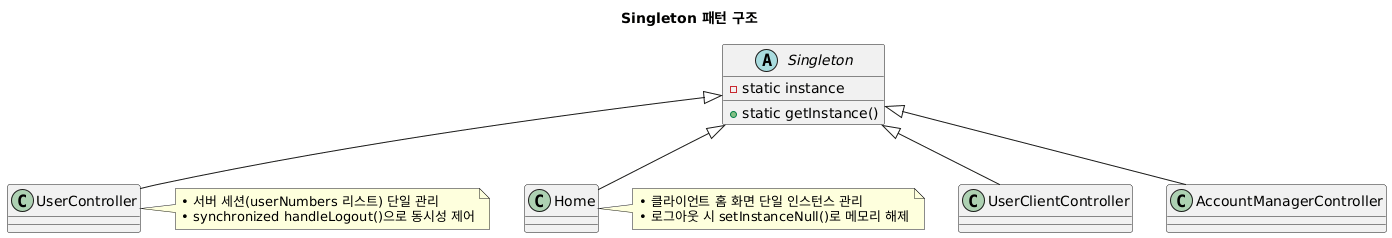 Singleton 패턴 구조
A Singleton
static instance
static getInstance()
C UserController
• 서버 세션(userNumbers 리스트) 단일 관리
• synchronized handleLogout()으로 동시성 제어
C Home
• 클라이언트 홈 화면 단일 인스턴스 관리
• 로그아웃 시 setInstanceNull()로 메모리 해제
C UserClientController
C AccountManagerController